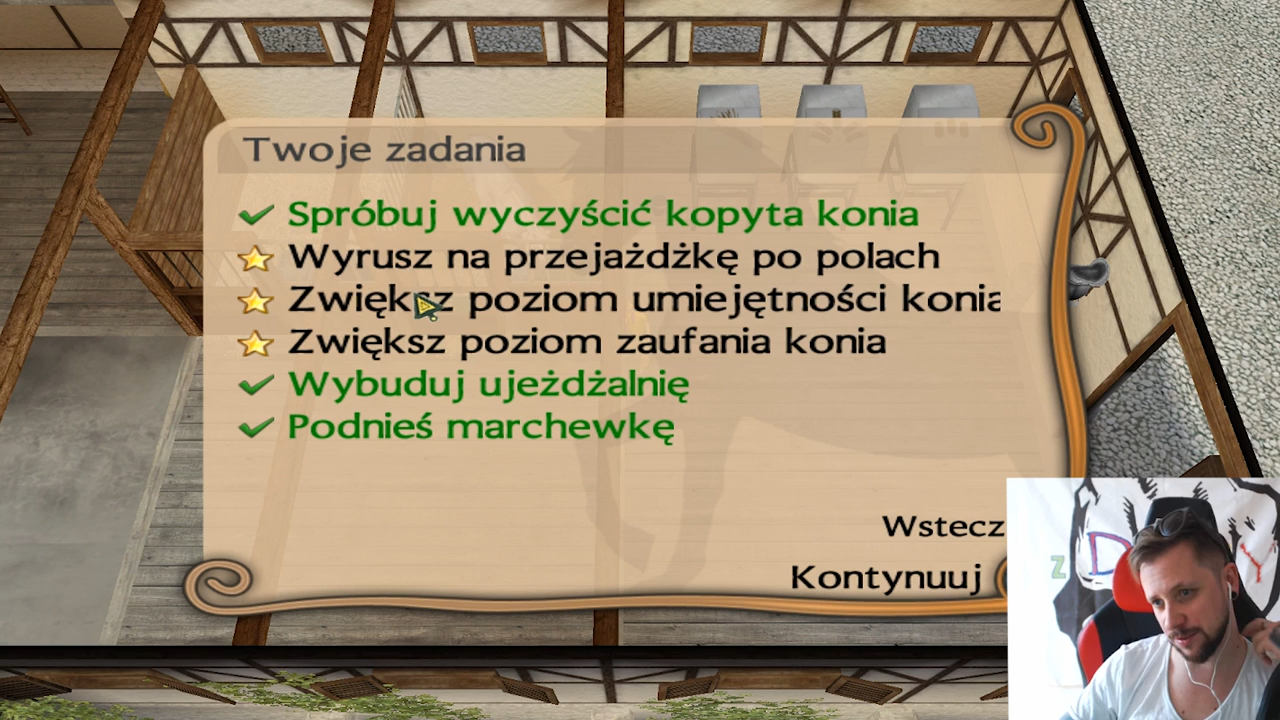 Twoje zadania
Spróbuj wyczyścić kopyta konia
Wyrusz na przejażdżkę po polach
Zwiększ poziom umiejętności konia
Zwiększ poziom zaufania konia
Wybuduj ujeżdżalnię
Podnieś marchewkę
Wstecz
Kontynuuj
Z D Y